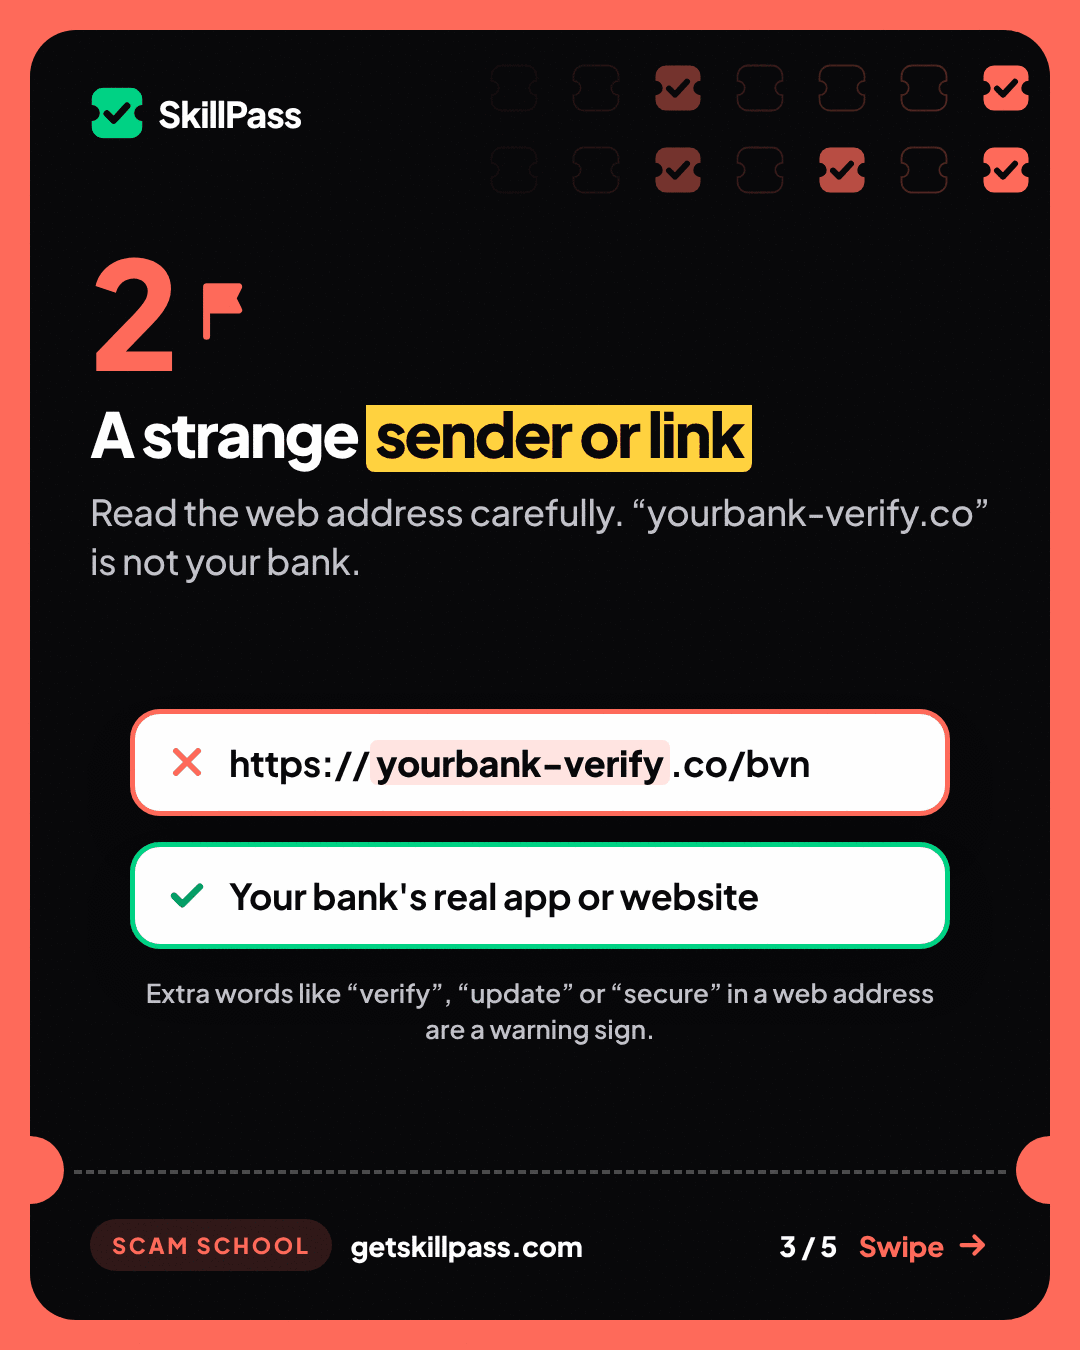 SkillPass
2
A strange sender or link
Read the web address carefully. “yourbank-verify.co”
is not your bank.
https://yourbank-verify.co/bvn
Your bank's real app or website
Extra words like “verify”, “update” or “secure” in a web address
are a warning sign.
SCAM SCHOOL getskillpass.com 3 / 5 Swipe →